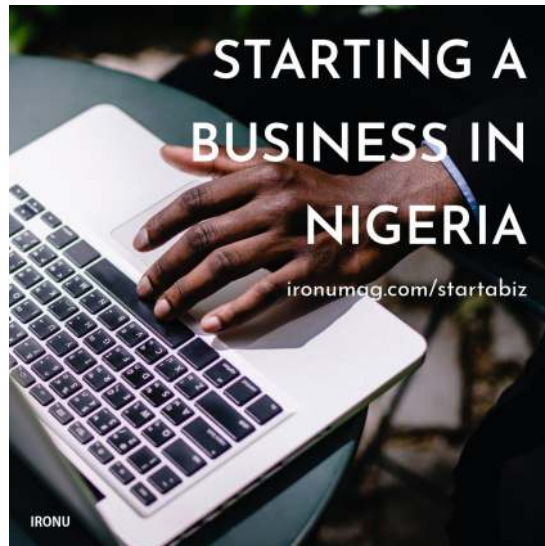 STARTING A
BUSINESS IN
NIGERIA
ironumag.com/startabiz
IRONU